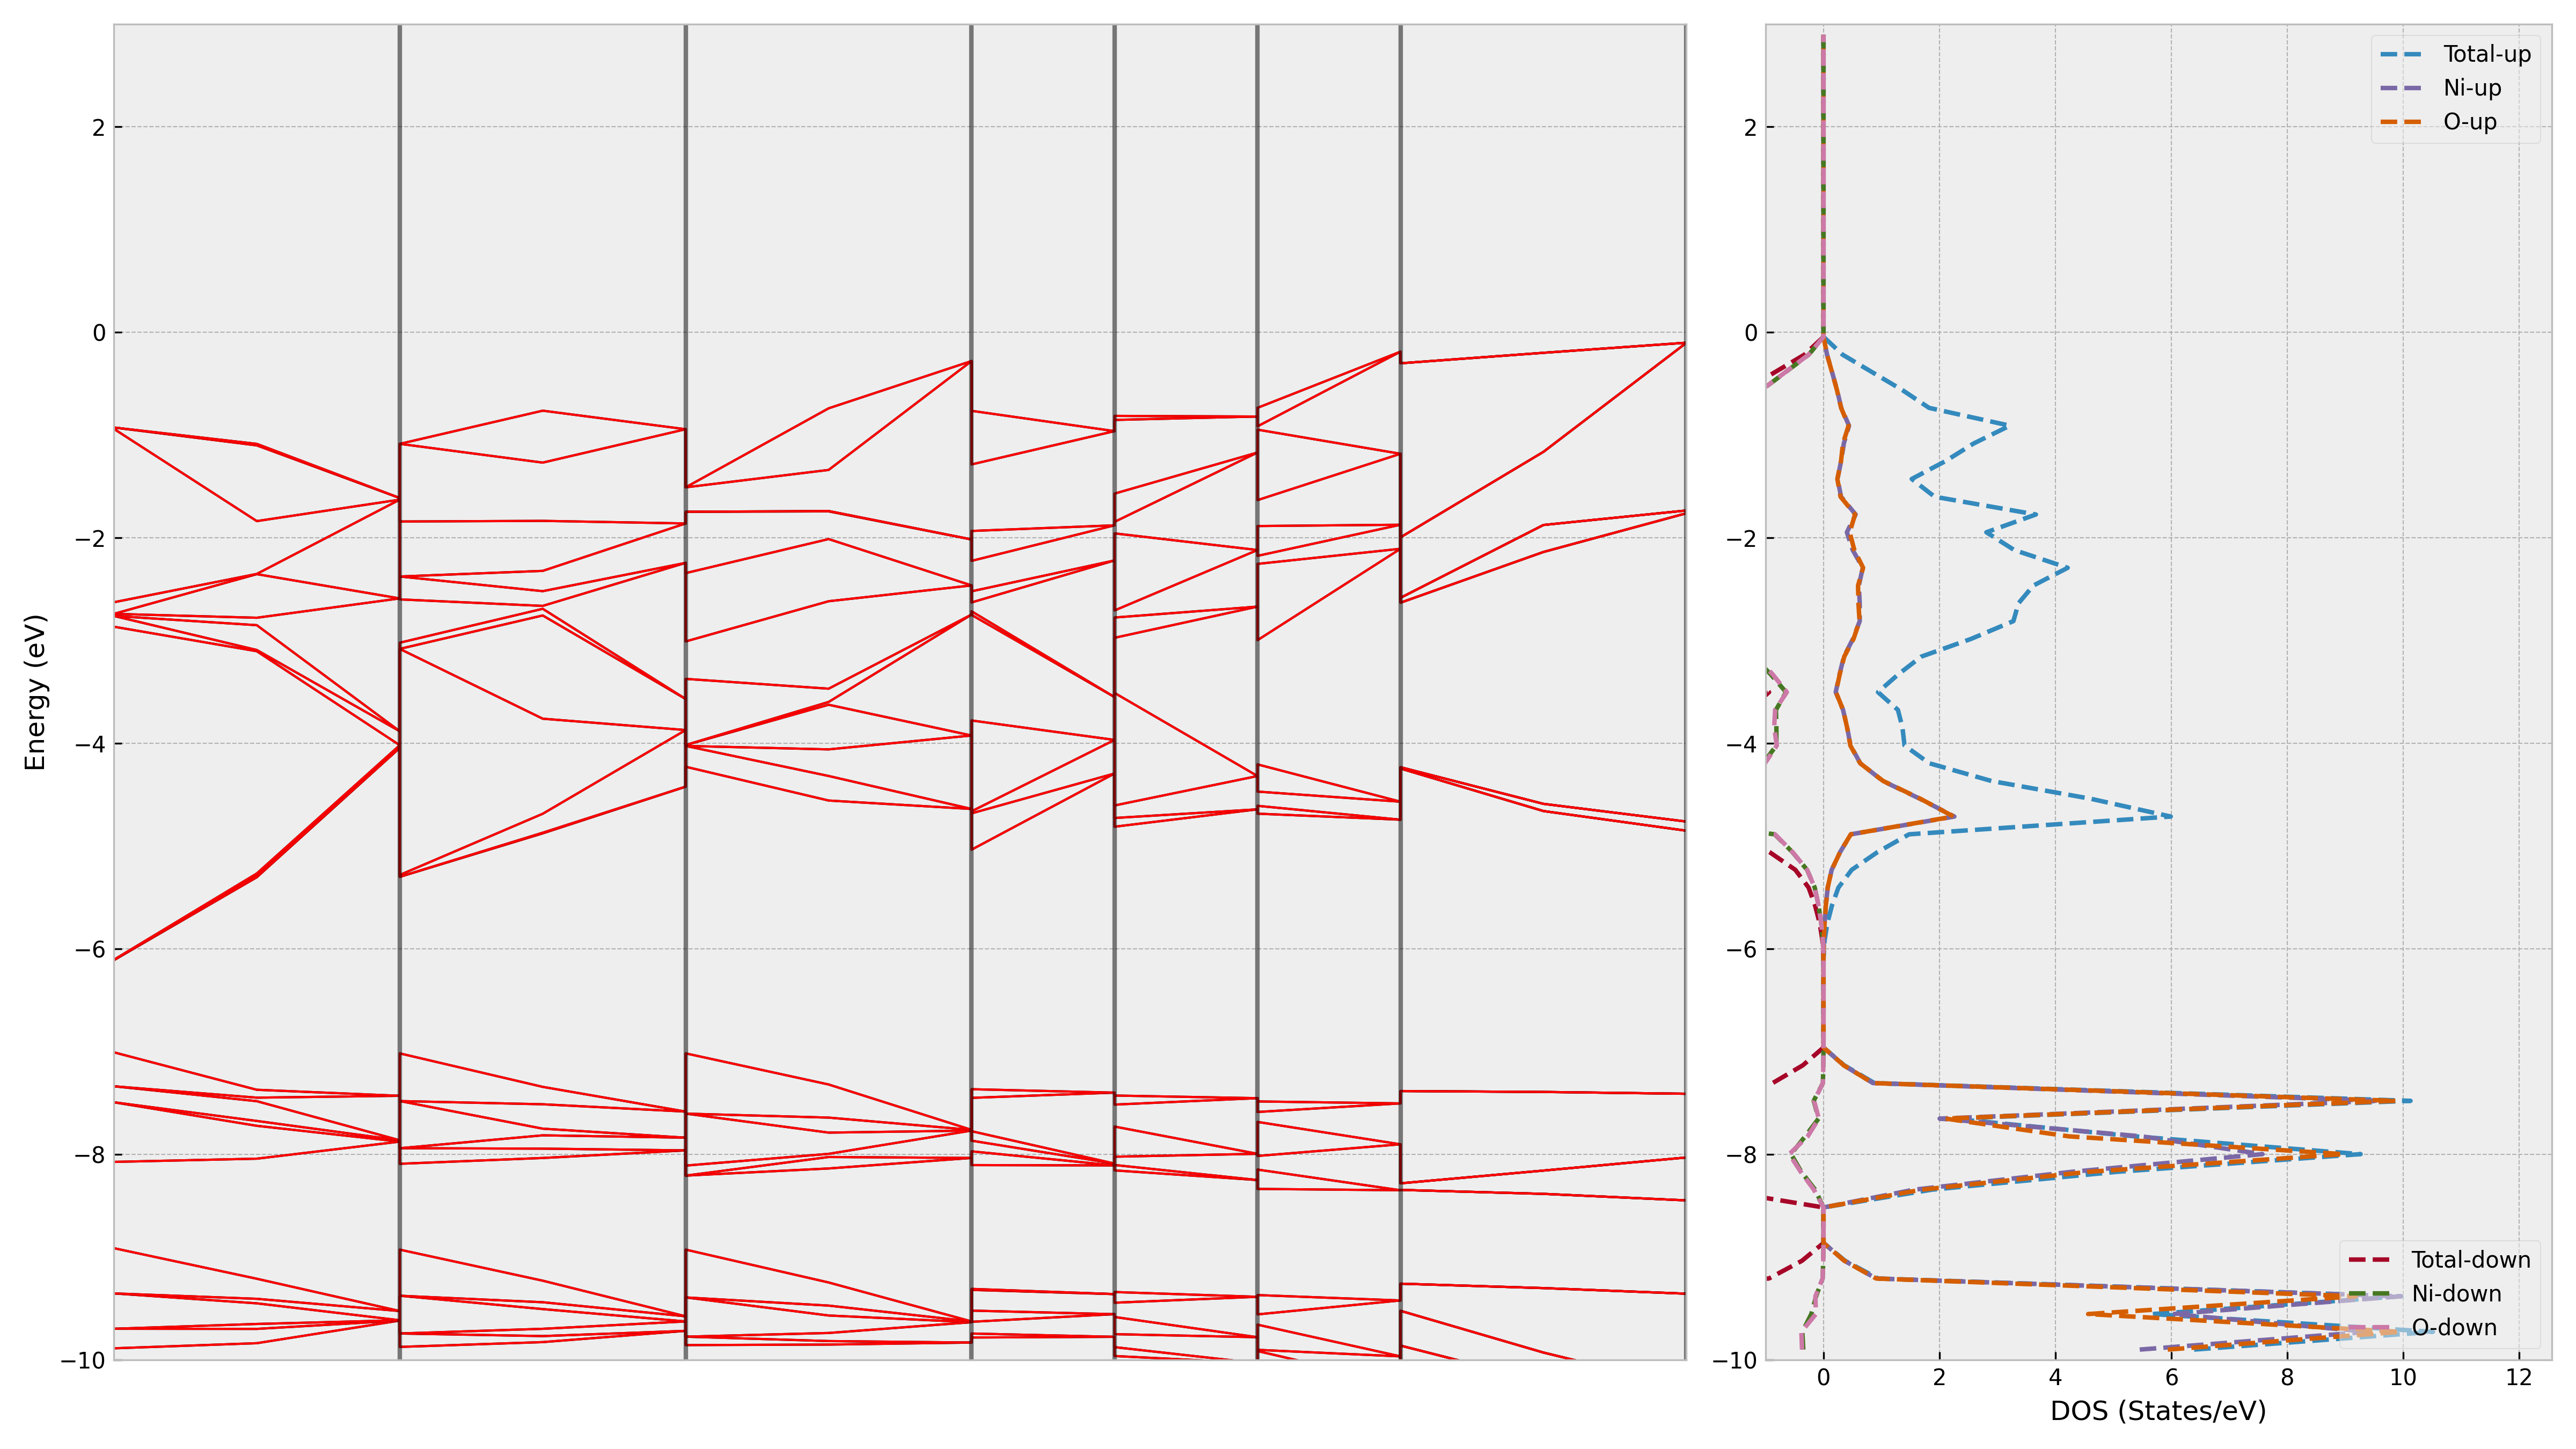 2
0
−2
−4
−6
−8
−10
Energy (eV)
2
0
−2
−4
−6
−8
−10
Total-up
Ni-up
O-up
Total-down
Ni-down
O-down
0 2 4 6 8 10 12
DOS (States/eV)